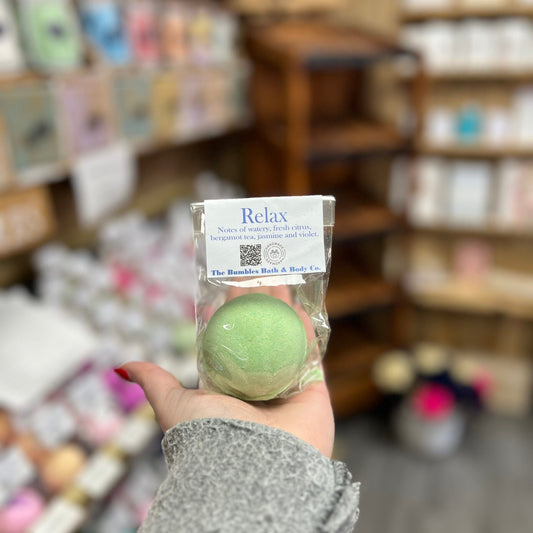 Relax
Notes of watery, fresh citrus,
bergamot tea, jasmine and violet.
The Bumbles Bath & Body Co.